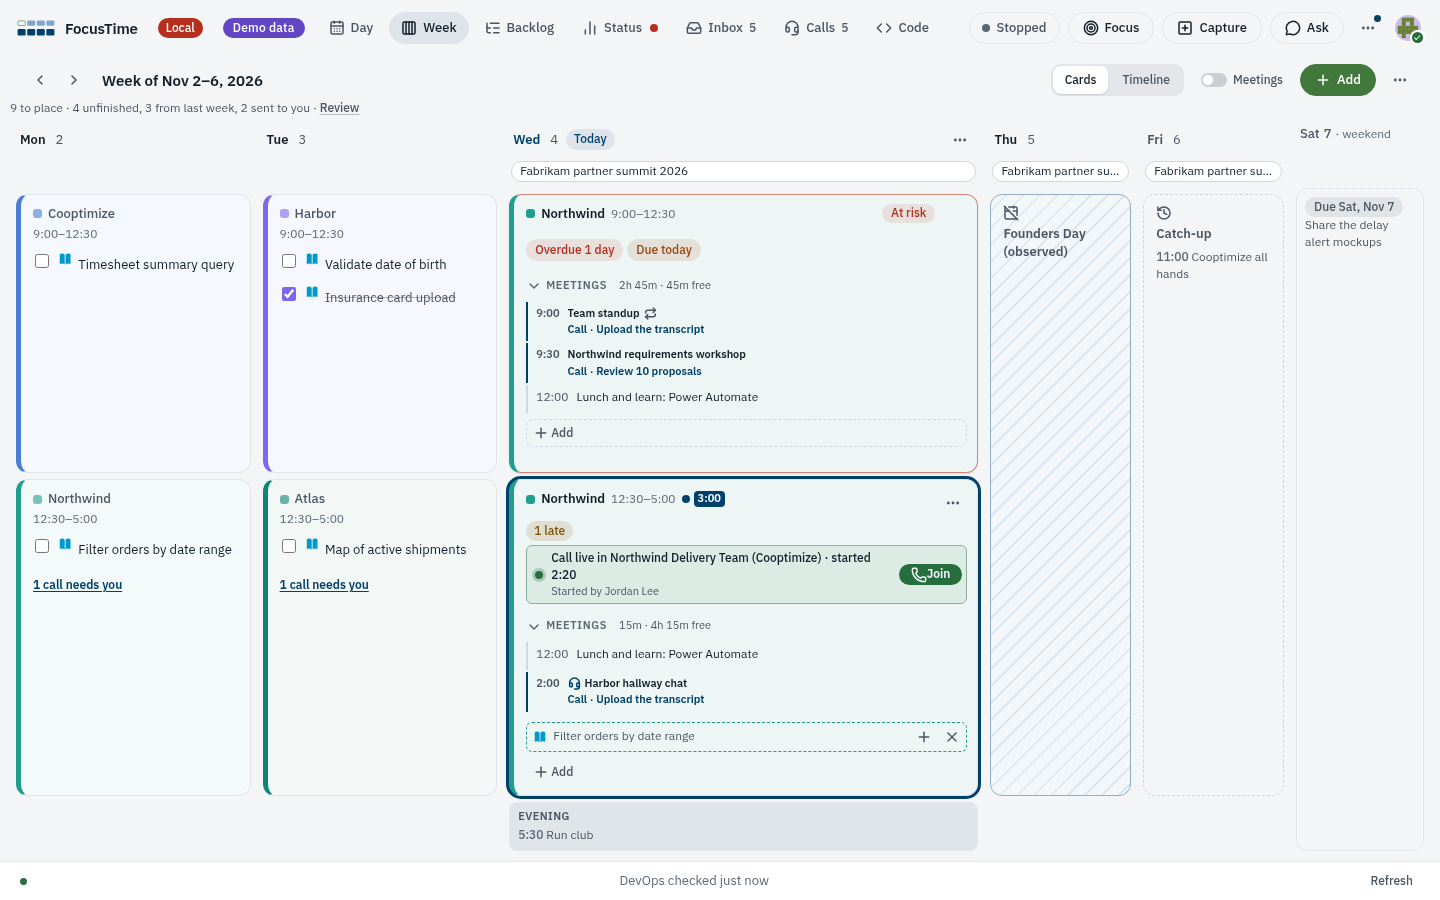 FocusTime
Local
Demo data
Day
Week
Backlog
Status
Inbox 5
Calls 5
Code
Stopped
Focus
Capture
Ask
Week of Nov 2–6, 2026
Cards
Timeline
Meetings
Add
9 to place · 4 unfinished, 3 from last week, 2 sent to you · Review
Mon 2
Tue 3
Wed 4 Today
Thu 5
Fri 6
Sat 7 · weekend
Fabrikam partner summit 2026
Fabrikam partner su...
Fabrikam partner su...
Cooptimize
9:00–12:30
Timesheet summary query
Northwind
12:30–5:00
Filter orders by date range
1 call needs you
Harbor
9:00–12:30
Validate date of birth
Insurance card upload
Atlas
12:30–5:00
Map of active shipments
1 call needs you
Northwind 9:00–12:30
At risk
Overdue 1 day
Due today
MEETINGS 2h 45m · 45m free
9:00 Team standup
Call · Upload the transcript
9:30 Northwind requirements workshop
Call · Review 10 proposals
12:00 Lunch and learn: Power Automate
Add
Northwind 12:30–5:00 3:00
1 late
Call live in Northwind Delivery Team (Cooptimize) · started
2:20
Started by Jordan Lee
Join
MEETINGS 15m · 4h 15m free
12:00 Lunch and learn: Power Automate
2:00 Harbor hallway chat
Call · Upload the transcript
Filter orders by date range
Add
EVENING
5:30 Run club
Founders Day
(observed)
Catch-up
11:00 Cooptimize all
hands
Due Sat, Nov 7
Share the delay
alert mockups
DevOps checked just now
Refresh